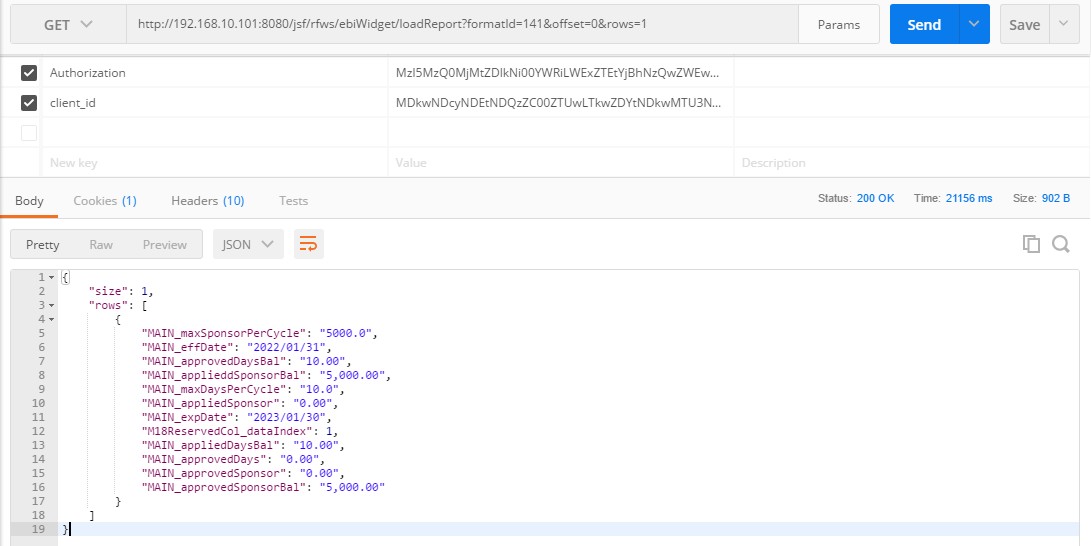 GET http://192.168.10.101:8080/jsf/rfws/ebiWidget/loadReport?formatId=141&offset=0&rows=1 Params Send Save
Authorization MzI5MzQ0MjMtZDlkNi00YWRiLWExZTEtYjBhNzQwZWEw...
client_id MDkwNDcyNDEtNDQzZC00ZTUwLTkwZDYtNDkwMTU3N...
New key Value Description
Body Cookies (1) Headers (10) Tests Status: 200 OK Time: 21156 ms Size: 902 B
Pretty Raw Preview JSON
1 {
2 "size": 1,
3 "rows": [
4 {
5 "MAIN_maxSponsorPerCycle": "5000.0",
6 "MAIN_effDate": "2022/01/31",
7 "MAIN_approvedDaysBal": "10.00",
8 "MAIN_applieddSponsorBal": "5,000.00",
9 "MAIN_maxDaysPerCycle": "10.0",
10 "MAIN_appliedSponsor": "0.00",
11 "MAIN_expDate": "2023/01/30",
12 "M18ReservedCol_dataIndex": 1,
13 "MAIN_appliedDaysBal": "10.00",
14 "MAIN_approvedDays": "0.00",
15 "MAIN_approvedSponsor": "0.00",
16 "MAIN_approvedSponsorBal": "5,000.00"
17 }
18 ]
19 }